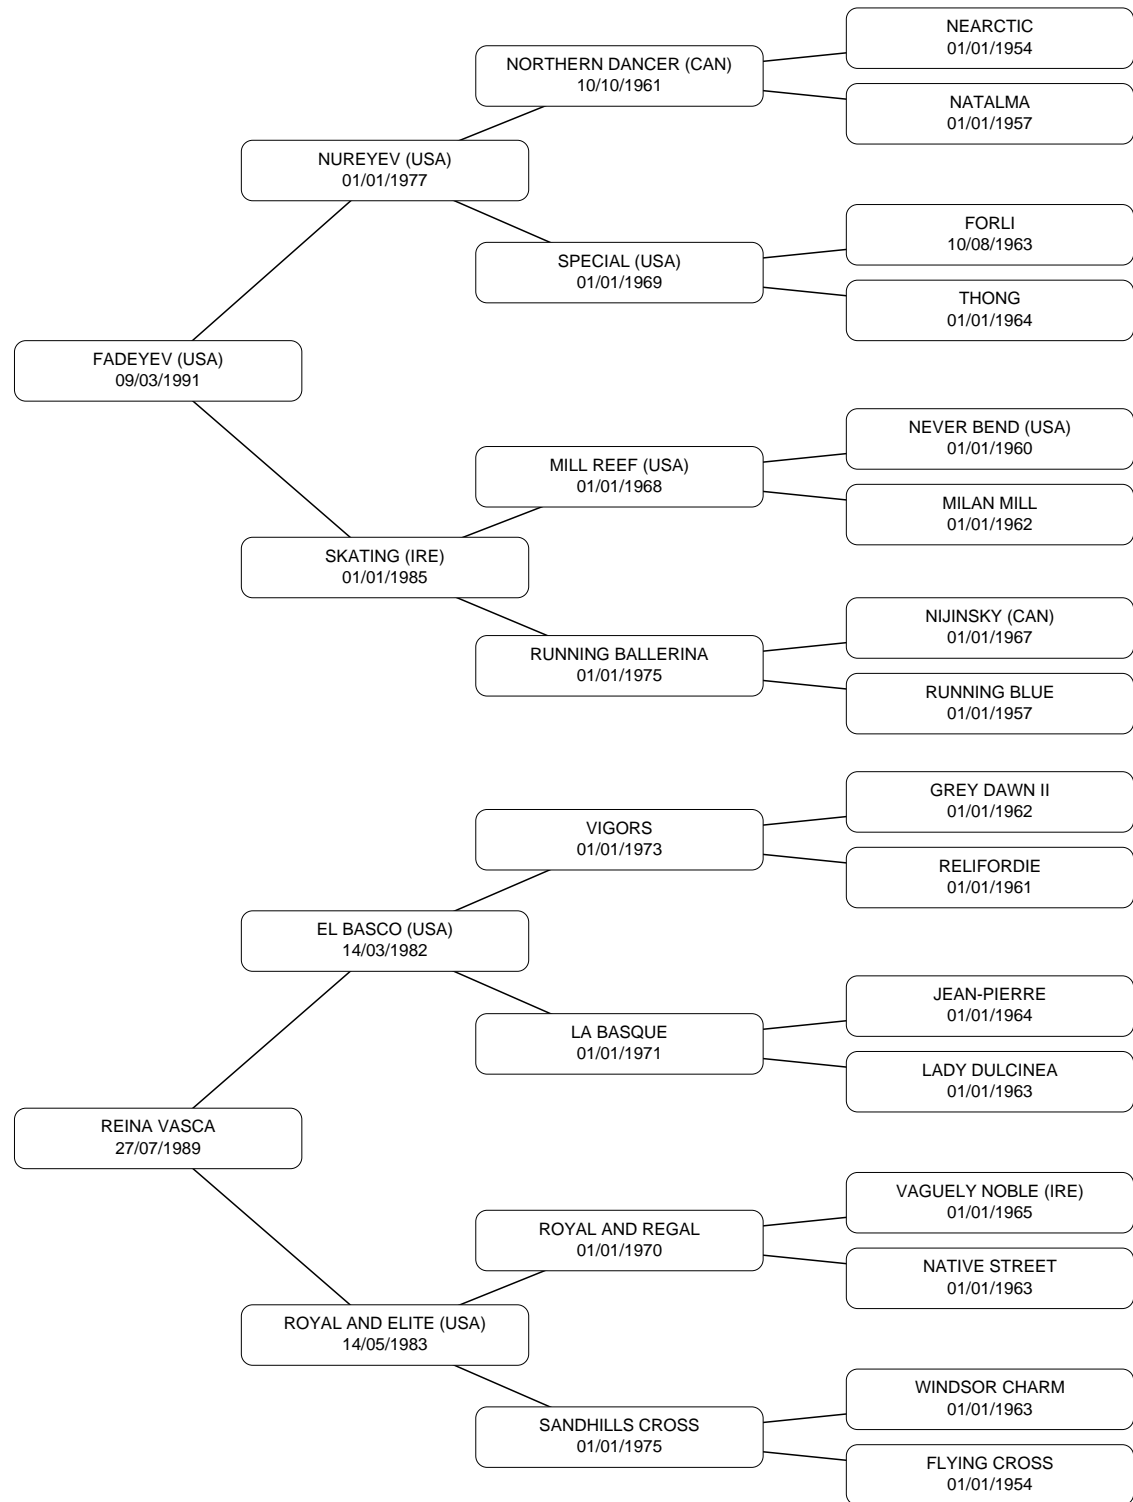 NEARCTIC
01/01/1954
NORTHERN DANCER (CAN)
10/10/1961
NATALMA
01/01/1957
NUREYEV (USA)
01/01/1977
FORLI
10/08/1963
SPECIAL (USA)
01/01/1969
THONG
01/01/1964
FADEYEV (USA)
09/03/1991
NEVER BEND (USA)
01/01/1960
MILL REEF (USA)
01/01/1968
MILAN MILL
01/01/1962
SKATING (IRE)
01/01/1985
NIJINSKY (CAN)
01/01/1967
RUNNING BALLERINA
01/01/1975
RUNNING BLUE
01/01/1957
GREY DAWN II
01/01/1962
VIGORS
01/01/1973
RELIFORDIE
01/01/1961
EL BASCO (USA)
14/03/1982
JEAN-PIERRE
01/01/1964
LA BASQUE
01/01/1971
LADY DULCINEA
01/01/1963
REINA VASCA
27/07/1989
VAGUELY NOBLE (IRE)
01/01/1965
ROYAL AND REGAL
01/01/1970
NATIVE STREET
01/01/1963
ROYAL AND ELITE (USA)
14/05/1983
WINDSOR CHARM
01/01/1963
SANDHILLS CROSS
01/01/1975
FLYING CROSS
01/01/1954